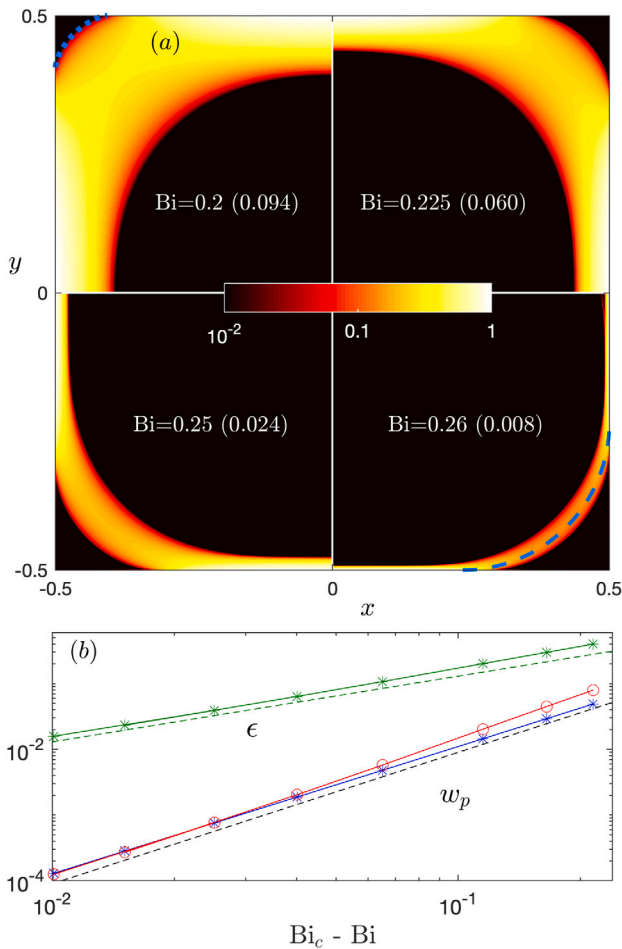 0.5
(a)
Bi=0.2 (0.094)
Bi=0.225 (0.060)
y
0
10⁻²
0.1
1
Bi=0.25 (0.024)
Bi=0.26 (0.008)
-0.5
-0.5
0
0.5
x
(b)
ϵ
10⁻²
w_p
10⁻⁴
10⁻²
10⁻¹
Bi_c - Bi